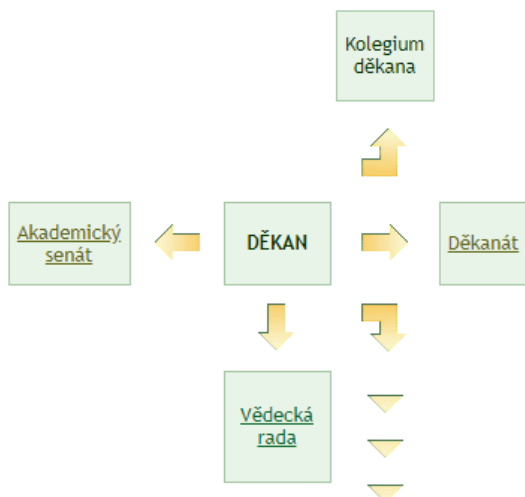 Kolegium
děkana
Akademický
senát
DĚKAN
Děkanát
Vědecká
rada